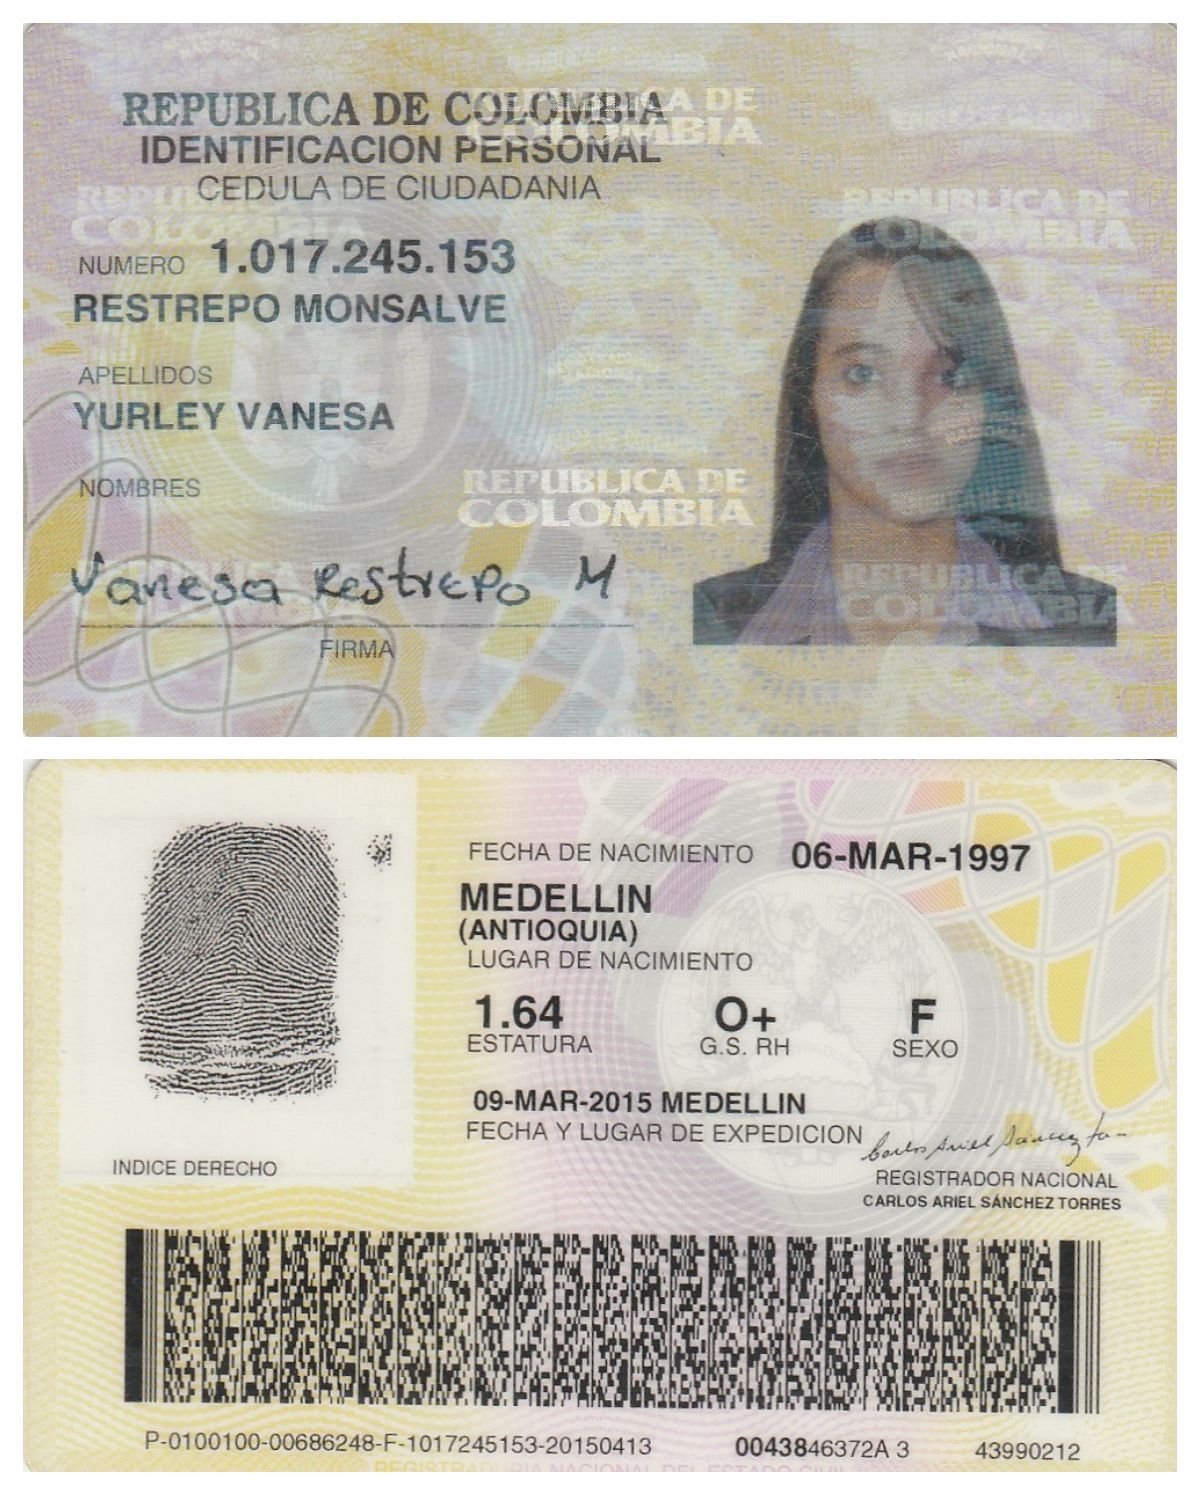 REPUBLICA DE COLOMBIA
IDENTIFICACION PERSONAL
CEDULA DE CIUDADANIA
NUMERO 1.017.245.153
RESTREPO MONSALVE
APELLIDOS
YURLEY VANESA
NOMBRES
Vanesa Restrepo M
FIRMA
REPUBLICA DE
COLOMBIA
REPUBLICA DE
COLOMBIA
REPUBLICA DE
COLOMBIA
REPUBLICA DE
COLOMBIA
FECHA DE NACIMIENTO 06-MAR-1997
MEDELLIN
(ANTIOQUIA)
LUGAR DE NACIMIENTO
1.64 O+ F
ESTATURA G.S. RH SEXO
09-MAR-2015 MEDELLIN
FECHA Y LUGAR DE EXPEDICION
Carlos Ariel Sánchez
REGISTRADOR NACIONAL
CARLOS ARIEL SÁNCHEZ TORRES
INDICE DERECHO
P-0100100-00686248-F-1017245153-20150413 0043846372A 3 43990212
REGISTRADURIA NACIONAL DEL ESTADO CIVIL